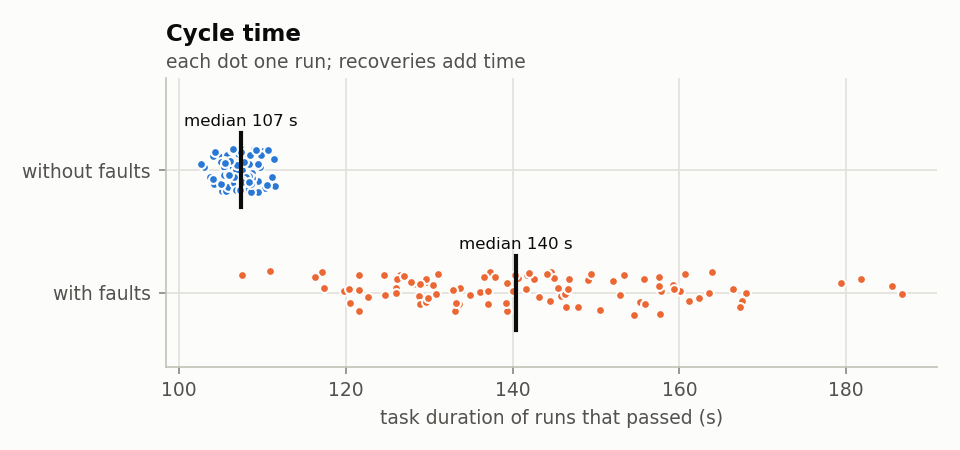 Cycle time
each dot one run; recoveries add time
median 107 s
without faults
median 140 s
with faults
100 120 140 160 180
task duration of runs that passed (s)